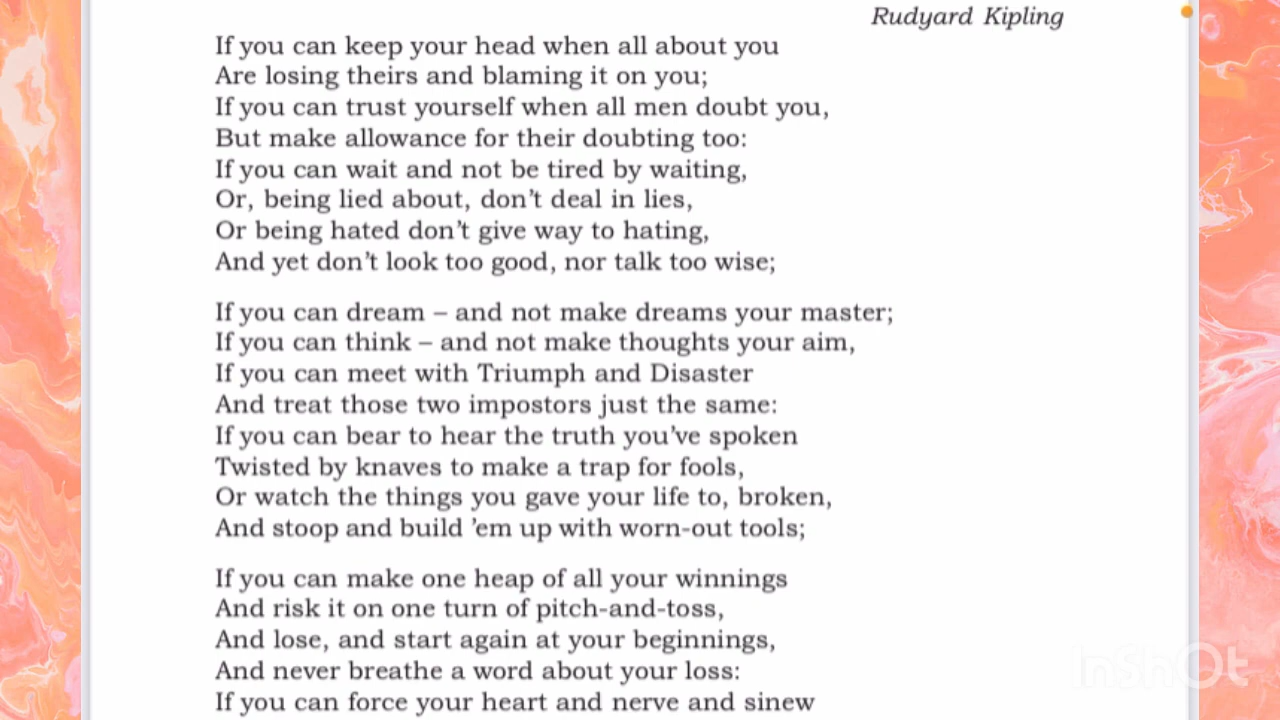 Rudyard Kipling
If you can keep your head when all about you
Are losing theirs and blaming it on you;
If you can trust yourself when all men doubt you,
But make allowance for their doubting too:
If you can wait and not be tired by waiting,
Or, being lied about, don’t deal in lies,
Or being hated don’t give way to hating,
And yet don’t look too good, nor talk too wise;
If you can dream – and not make dreams your master;
If you can think – and not make thoughts your aim,
If you can meet with Triumph and Disaster
And treat those two impostors just the same:
If you can bear to hear the truth you’ve spoken
Twisted by knaves to make a trap for fools,
Or watch the things you gave your life to, broken,
And stoop and build ’em up with worn-out tools;
If you can make one heap of all your winnings
And risk it on one turn of pitch-and-toss,
And lose, and start again at your beginnings,
And never breathe a word about your loss:
If you can force your heart and nerve and sinew
InShOt